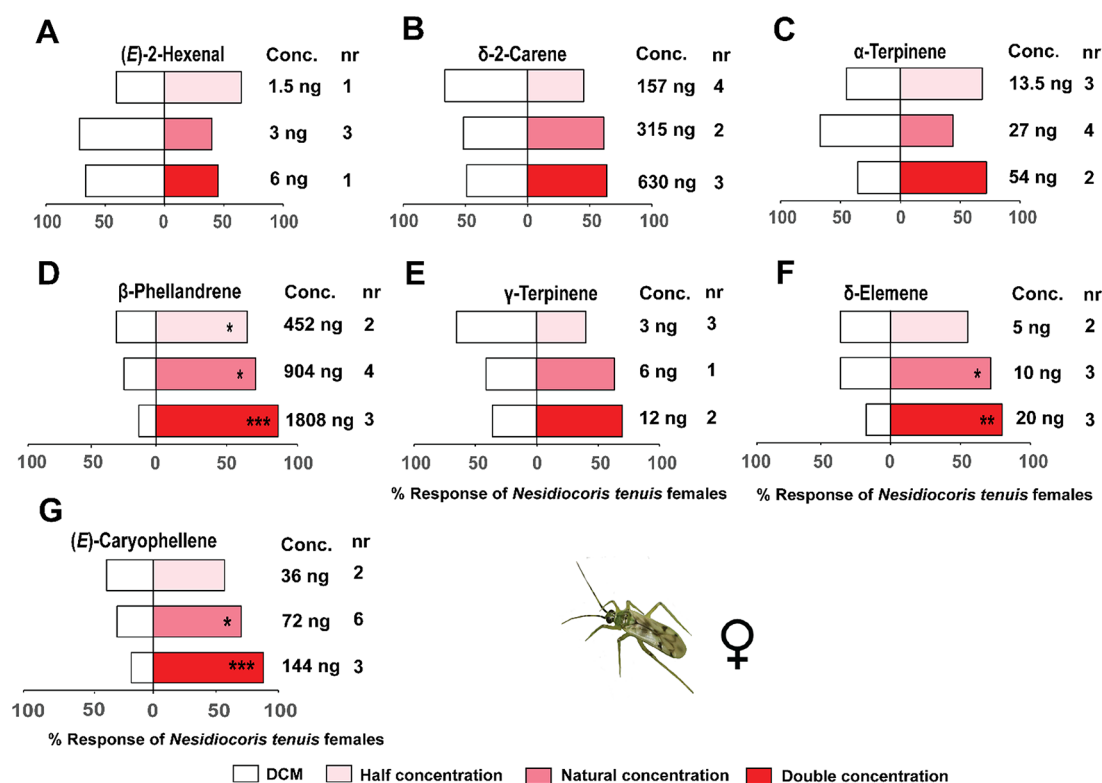 A
(E)-2-Hexenal Conc. nr
1.5 ng 1
3 ng 3
6 ng 1
100 50 0 50 100
B
δ-2-Carene Conc. nr
157 ng 4
315 ng 2
630 ng 3
100 50 0 50 100
C
α-Terpinene Conc. nr
13.5 ng 3
27 ng 4
54 ng 2
100 50 0 50 100
D
β-Phellandrene Conc. nr
* 452 ng 2
* 904 ng 4
*** 1808 ng 3
100 50 0 50 100
E
γ-Terpinene Conc. nr
3 ng 3
6 ng 1
12 ng 2
100 50 0 50 100
% Response of Nesidiocoris tenuis females
F
δ-Elemene Conc. nr
5 ng 2
* 10 ng 3
** 20 ng 3
100 50 0 50 100
% Response of Nesidiocoris tenuis females
G
(E)-Caryophellene Conc. nr
36 ng 2
* 72 ng 6
*** 144 ng 3
100 50 0 50 100
% Response of Nesidiocoris tenuis females
♀
DCM Half concentration Natural concentration Double concentration